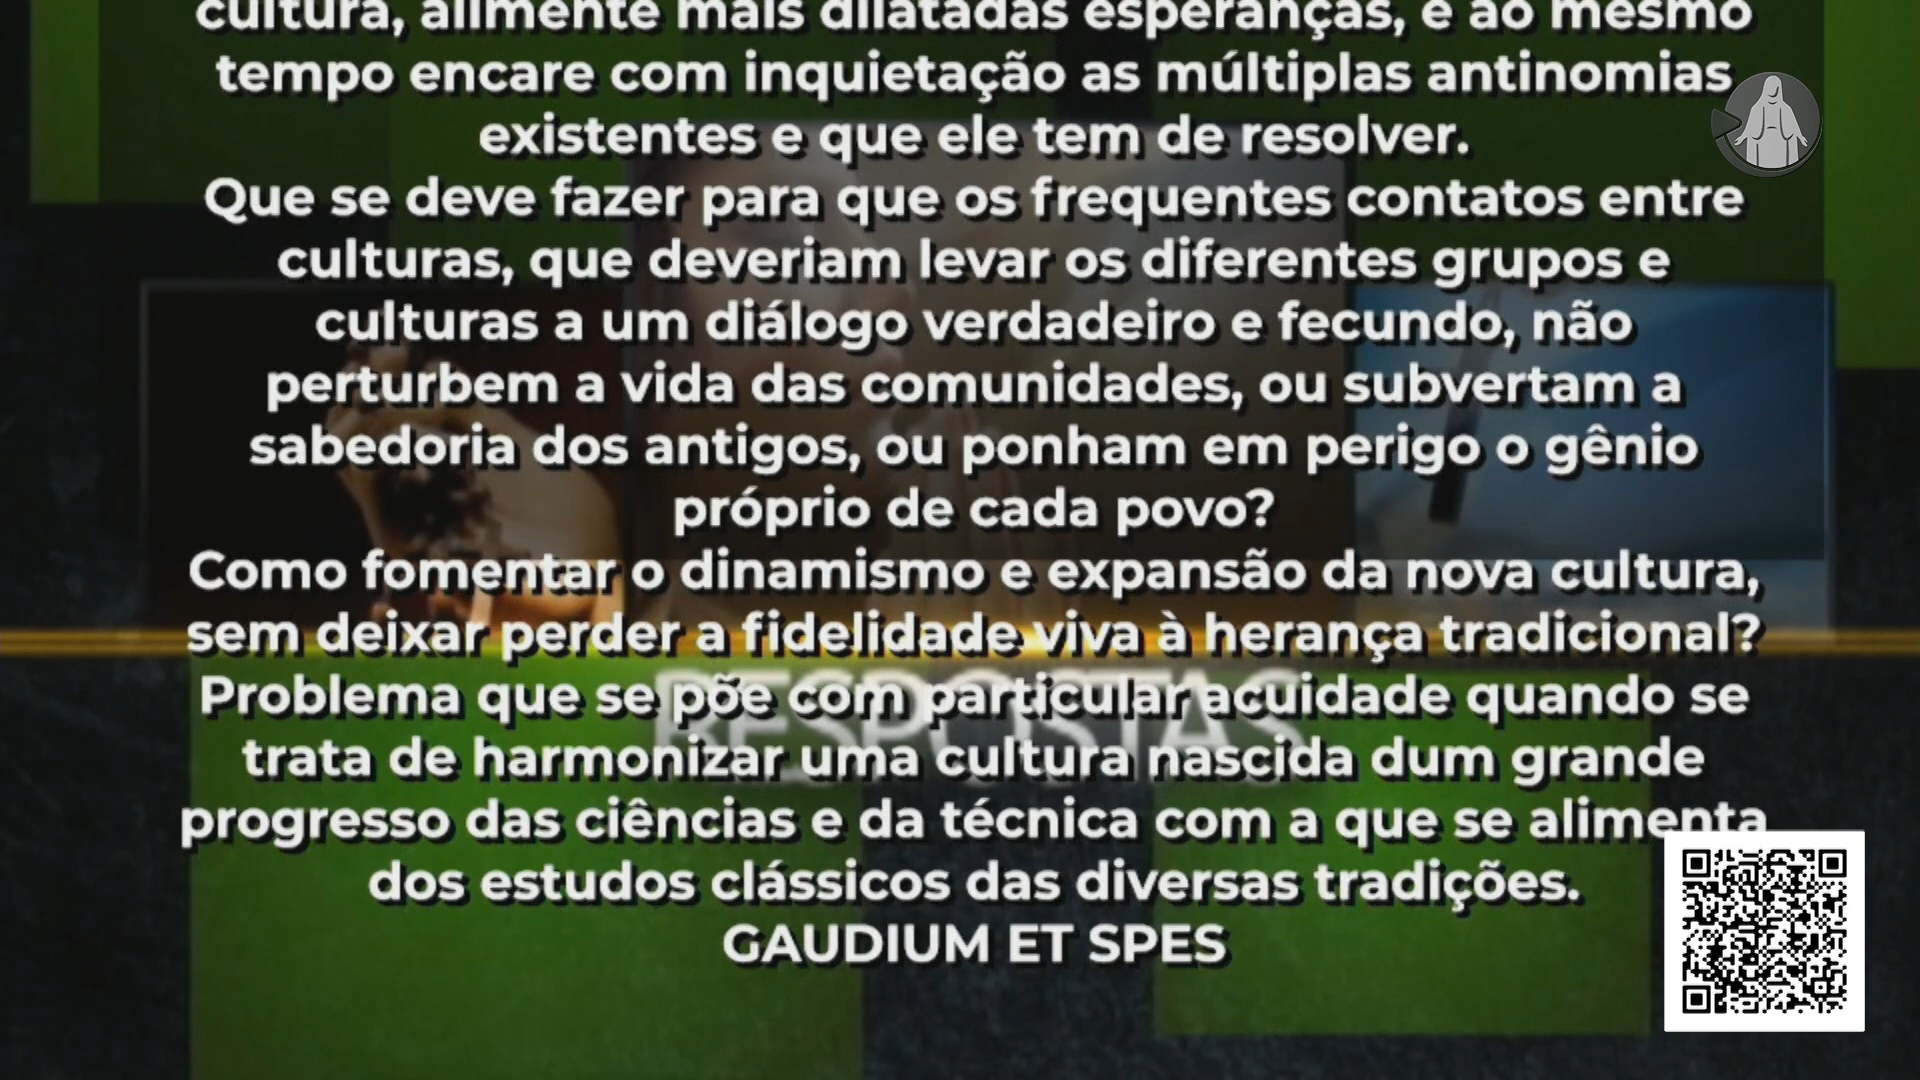 cultura, alimente mais dilatadas esperanças, e ao mesmo
tempo encare com inquietação as múltiplas antinomias
existentes e que ele tem de resolver.
Que se deve fazer para que os frequentes contatos entre
culturas, que deveriam levar os diferentes grupos e
culturas a um diálogo verdadeiro e fecundo, não
perturbem a vida das comunidades, ou subvertam a
sabedoria dos antigos, ou ponham em perigo o gênio
próprio de cada povo?
Como fomentar o dinamismo e expansão da nova cultura,
sem deixar perder a fidelidade viva à herança tradicional?
Problema que se põe com particular acuidade quando se
RESPOSTAS
trata de harmonizar uma cultura nascida dum grande
progresso das ciências e da técnica com a que se alimenta
dos estudos clássicos das diversas tradições.
GAUDIUM ET SPES